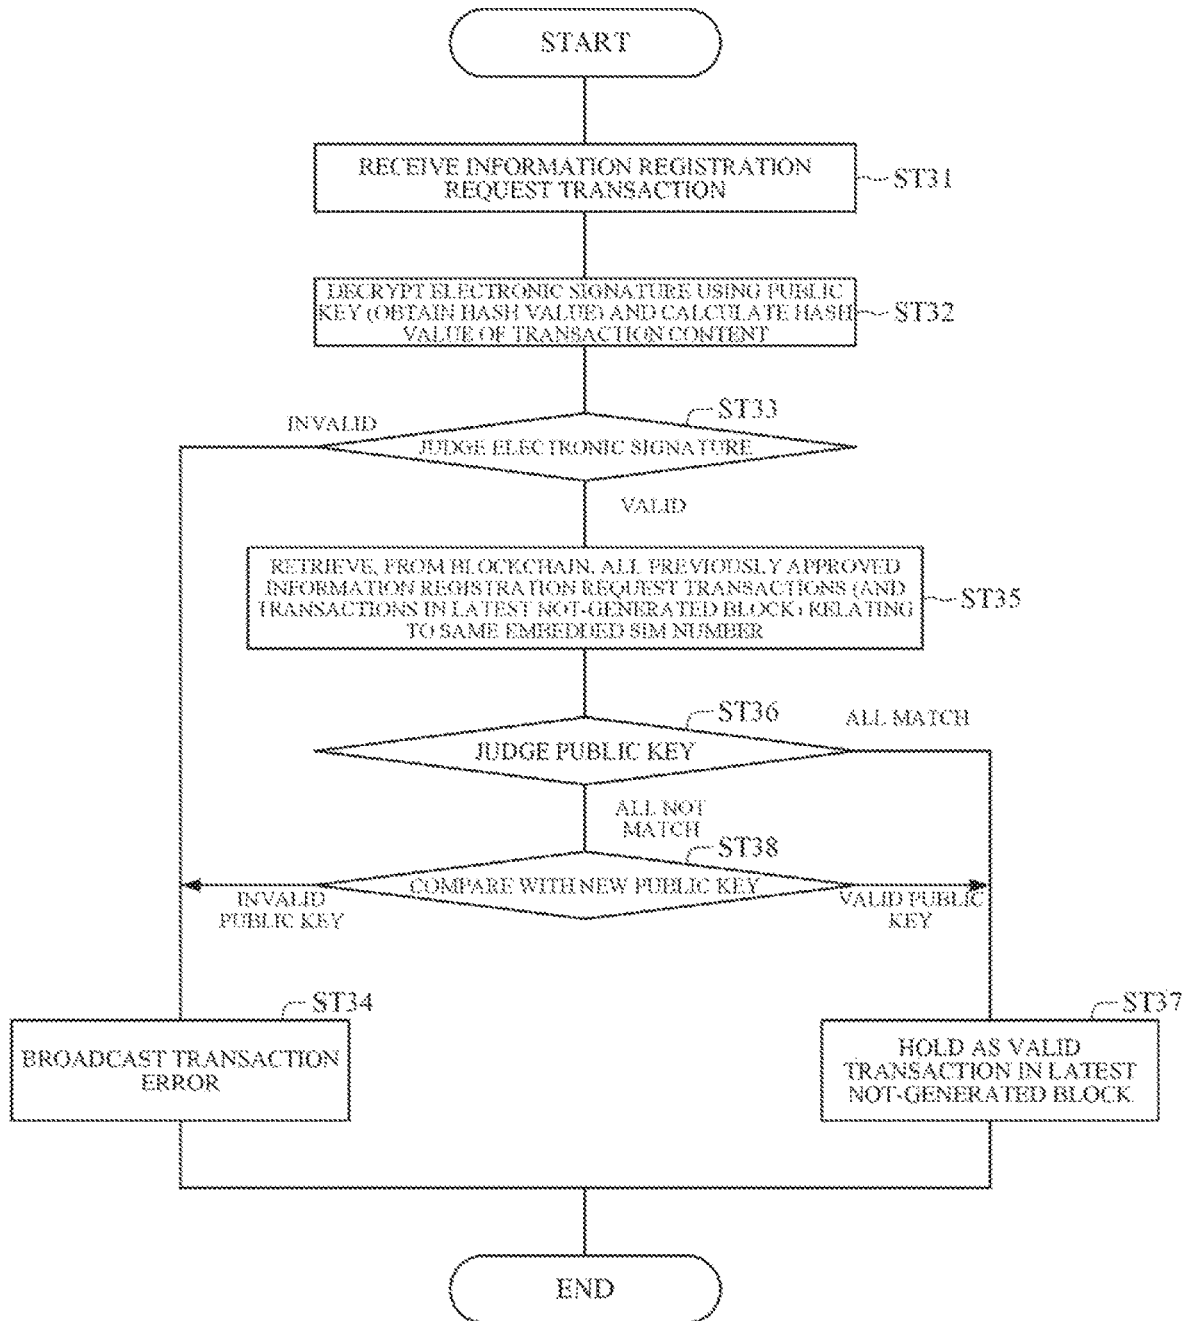 START
RECEIVE INFORMATION REGISTRATION
REQUEST TRANSACTION
ST31
DECRYPT ELECTRONIC SIGNATURE USING PUBLIC
KEY (OBTAIN HASH VALUE) AND CALCULATE HASH
VALUE OF TRANSACTION CONTENT
ST32
ST33
INVALID
JUDGE ELECTRONIC SIGNATURE
VALID
RETRIEVE, FROM BLOCKCHAIN, ALL PREVIOUSLY APPROVED
INFORMATION REGISTRATION REQUEST TRANSACTIONS (AND
TRANSACTIONS IN LATEST NOT-GENERATED BLOCK) RELATING
TO SAME EMBEDDED SIM NUMBER
ST35
ST36
ALL MATCH
JUDGE PUBLIC KEY
ALL NOT
MATCH
ST38
COMPARE WITH NEW PUBLIC KEY
INVALID
PUBLIC KEY
VALID PUBLIC
KEY
ST34
BROADCAST TRANSACTION
ERROR
ST37
HOLD AS VALID
TRANSACTION IN LATEST
NOT-GENERATED BLOCK
END